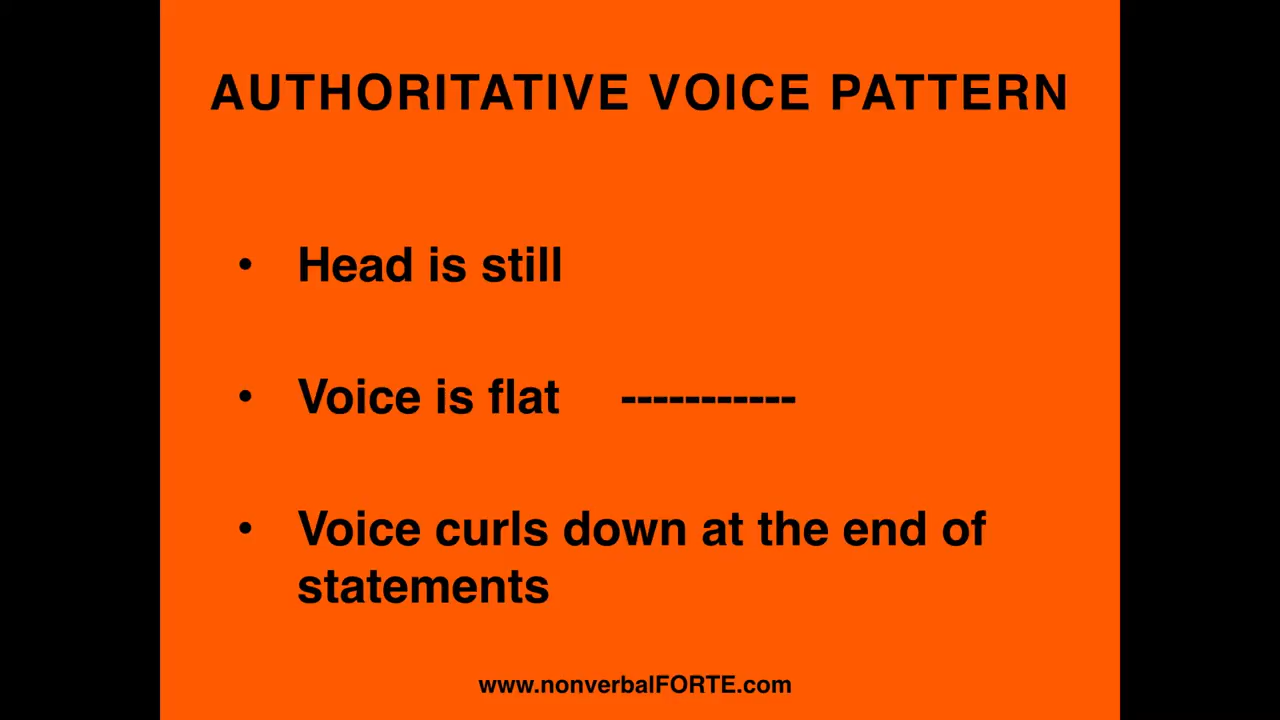 AUTHORITATIVE VOICE PATTERN
• Head is still
• Voice is flat -----------
• Voice curls down at the end of
statements
www.nonverbalFORTE.com